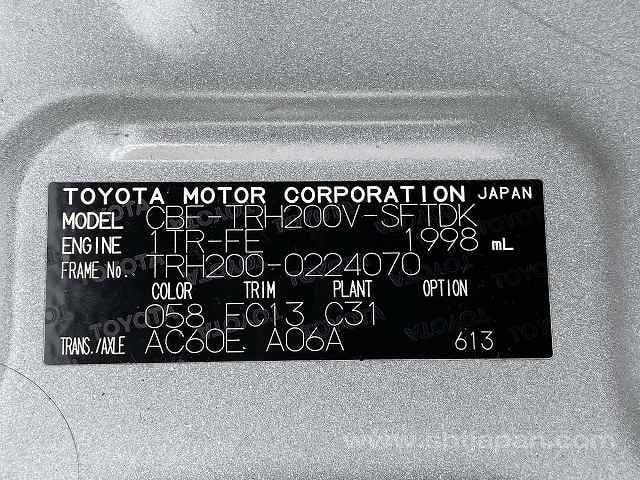 TOYOTA MOTOR CORPORATION JAPAN
MODEL CBF-TRH200V-SFTDK
ENGINE 1TR-FE 1998 mL
FRAME No. TRH200-0224070
COLOR TRIM PLANT OPTION
058 FC13 C31
TRANS./AXLE AC60E A06A 613
www.sbtjapan.com